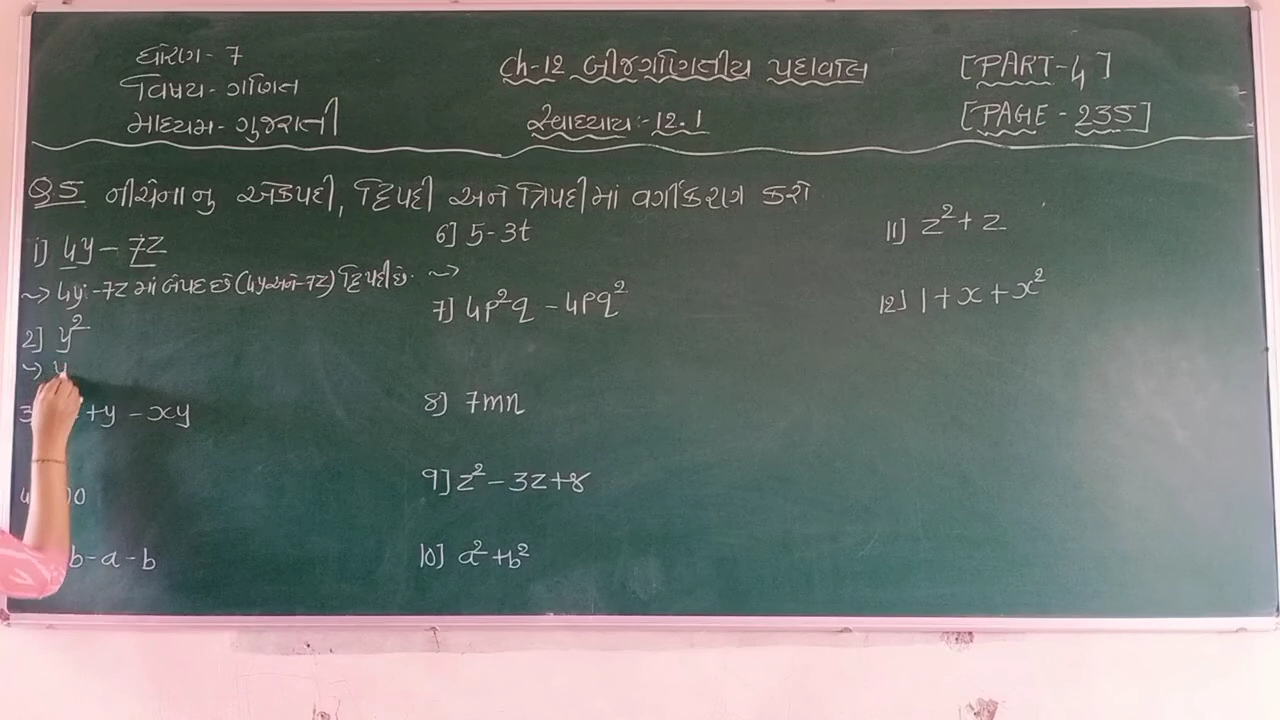 ધોરણ - 7
વિષય - ગણિત
માધ્યમ - ગુજરાતી
Ch-12 બીજગણિતીય પદાવલિ
સ્વાધ્યાય :- 12.1
[PART-4]
[PAGE - 235]
Q.5 નીચેનાનુ એકપદી, દ્વિપદી અને ત્રિપદીમાં વર્ગીકરણ કરો
1] 4y - 7z
~> 4y - 7z માં બે પદ છે (4y અને -7z) દ્વિપદી છે.
2] y²
~> y
3 + y - xy
4 00
b - a - b
6] 5 - 3t
~>
7] 4p²q - 4pq²
8] 7mn
9] z² - 3z + 8
10] a² + b²
11] z² + z
12] 1 + x + x²